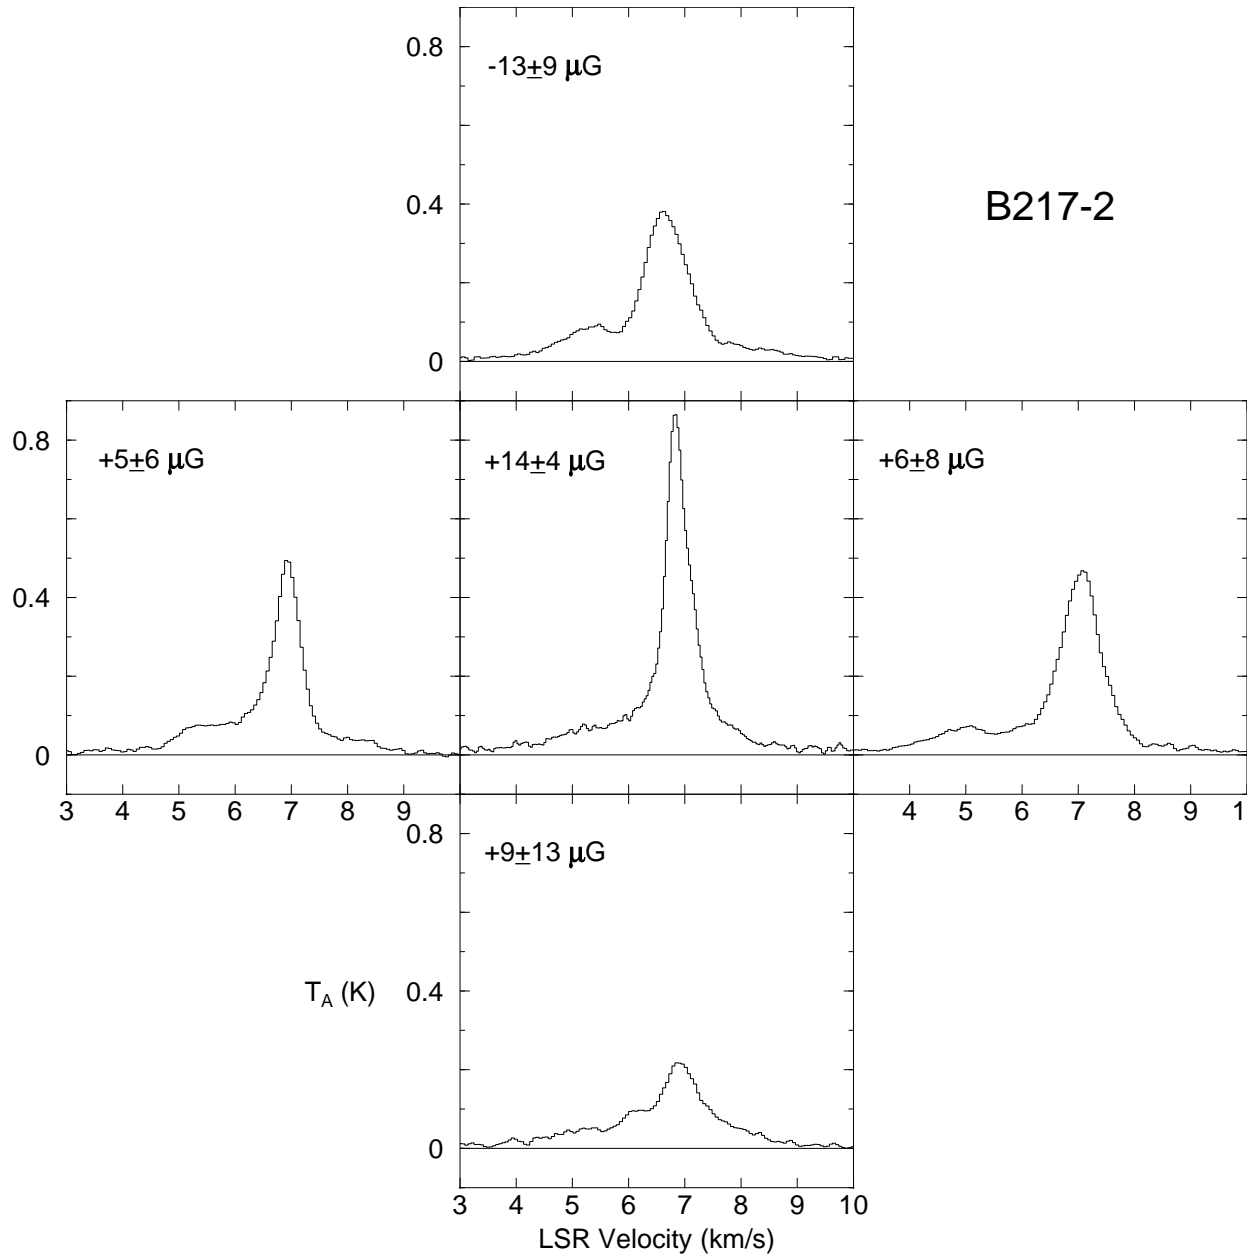 0.8
-13±9 μG
B217-2
0.4
0
0.8
+5±6 μG
+14±4 μG
+6±8 μG
0.4
0
3 4 5 6 7 8 9
4 5 6 7 8 9 1
0.8
+9±13 μG
T_A (K) 0.4
0
3 4 5 6 7 8 9 10
LSR Velocity (km/s)